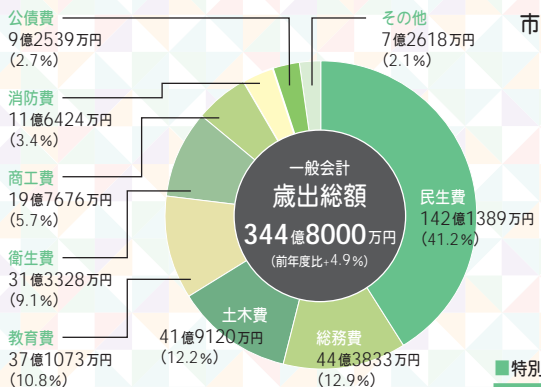 公債費
9億2539万円
(2.7%)
その他
7億2618万円
(2.1%)
市
消防費
11億6424万円
(3.4%)
商工費
19億7676万円
(5.7%)
衛生費
31億3328万円
(9.1%)
教育費
37億1073万円
(10.8%)
一般会計
歳出総額
344億8000万円
(前年度比+4.9%)
民生費
142億1389万円
(41.2%)
土木費
41億9120万円
(12.2%)
総務費
44億3833万円
(12.9%)
■特別